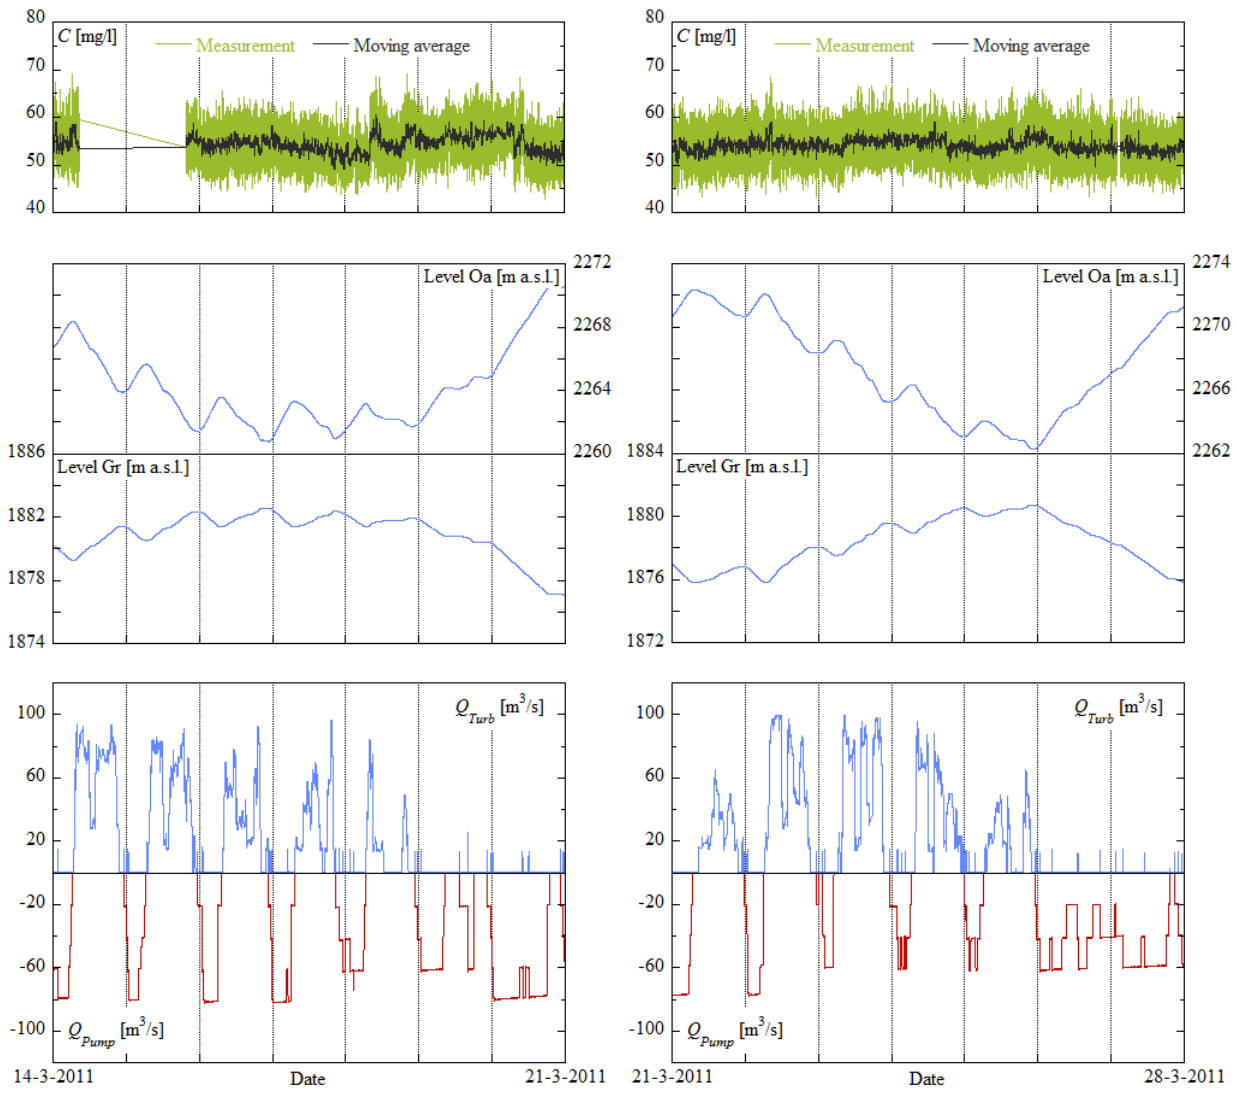 80
C [mg/l]
Measurement
Moving average
70
60
50
40
80
C [mg/l]
Measurement
Moving average
70
60
50
40
Level Oa [m a.s.l.]
2272
2268
2264
2260
1886
Level Gr [m a.s.l.]
1882
1878
1874
Level Oa [m a.s.l.]
2274
2270
2266
2262
1884
Level Gr [m a.s.l.]
1880
1876
1872
100
Q_Turb [m³/s]
60
20
-20
-60
-100
Q_Pump [m³/s]
14-3-2011
Date
21-3-2011
100
Q_Turb [m³/s]
60
20
-20
-60
-100
Q_Pump [m³/s]
21-3-2011
Date
28-3-2011